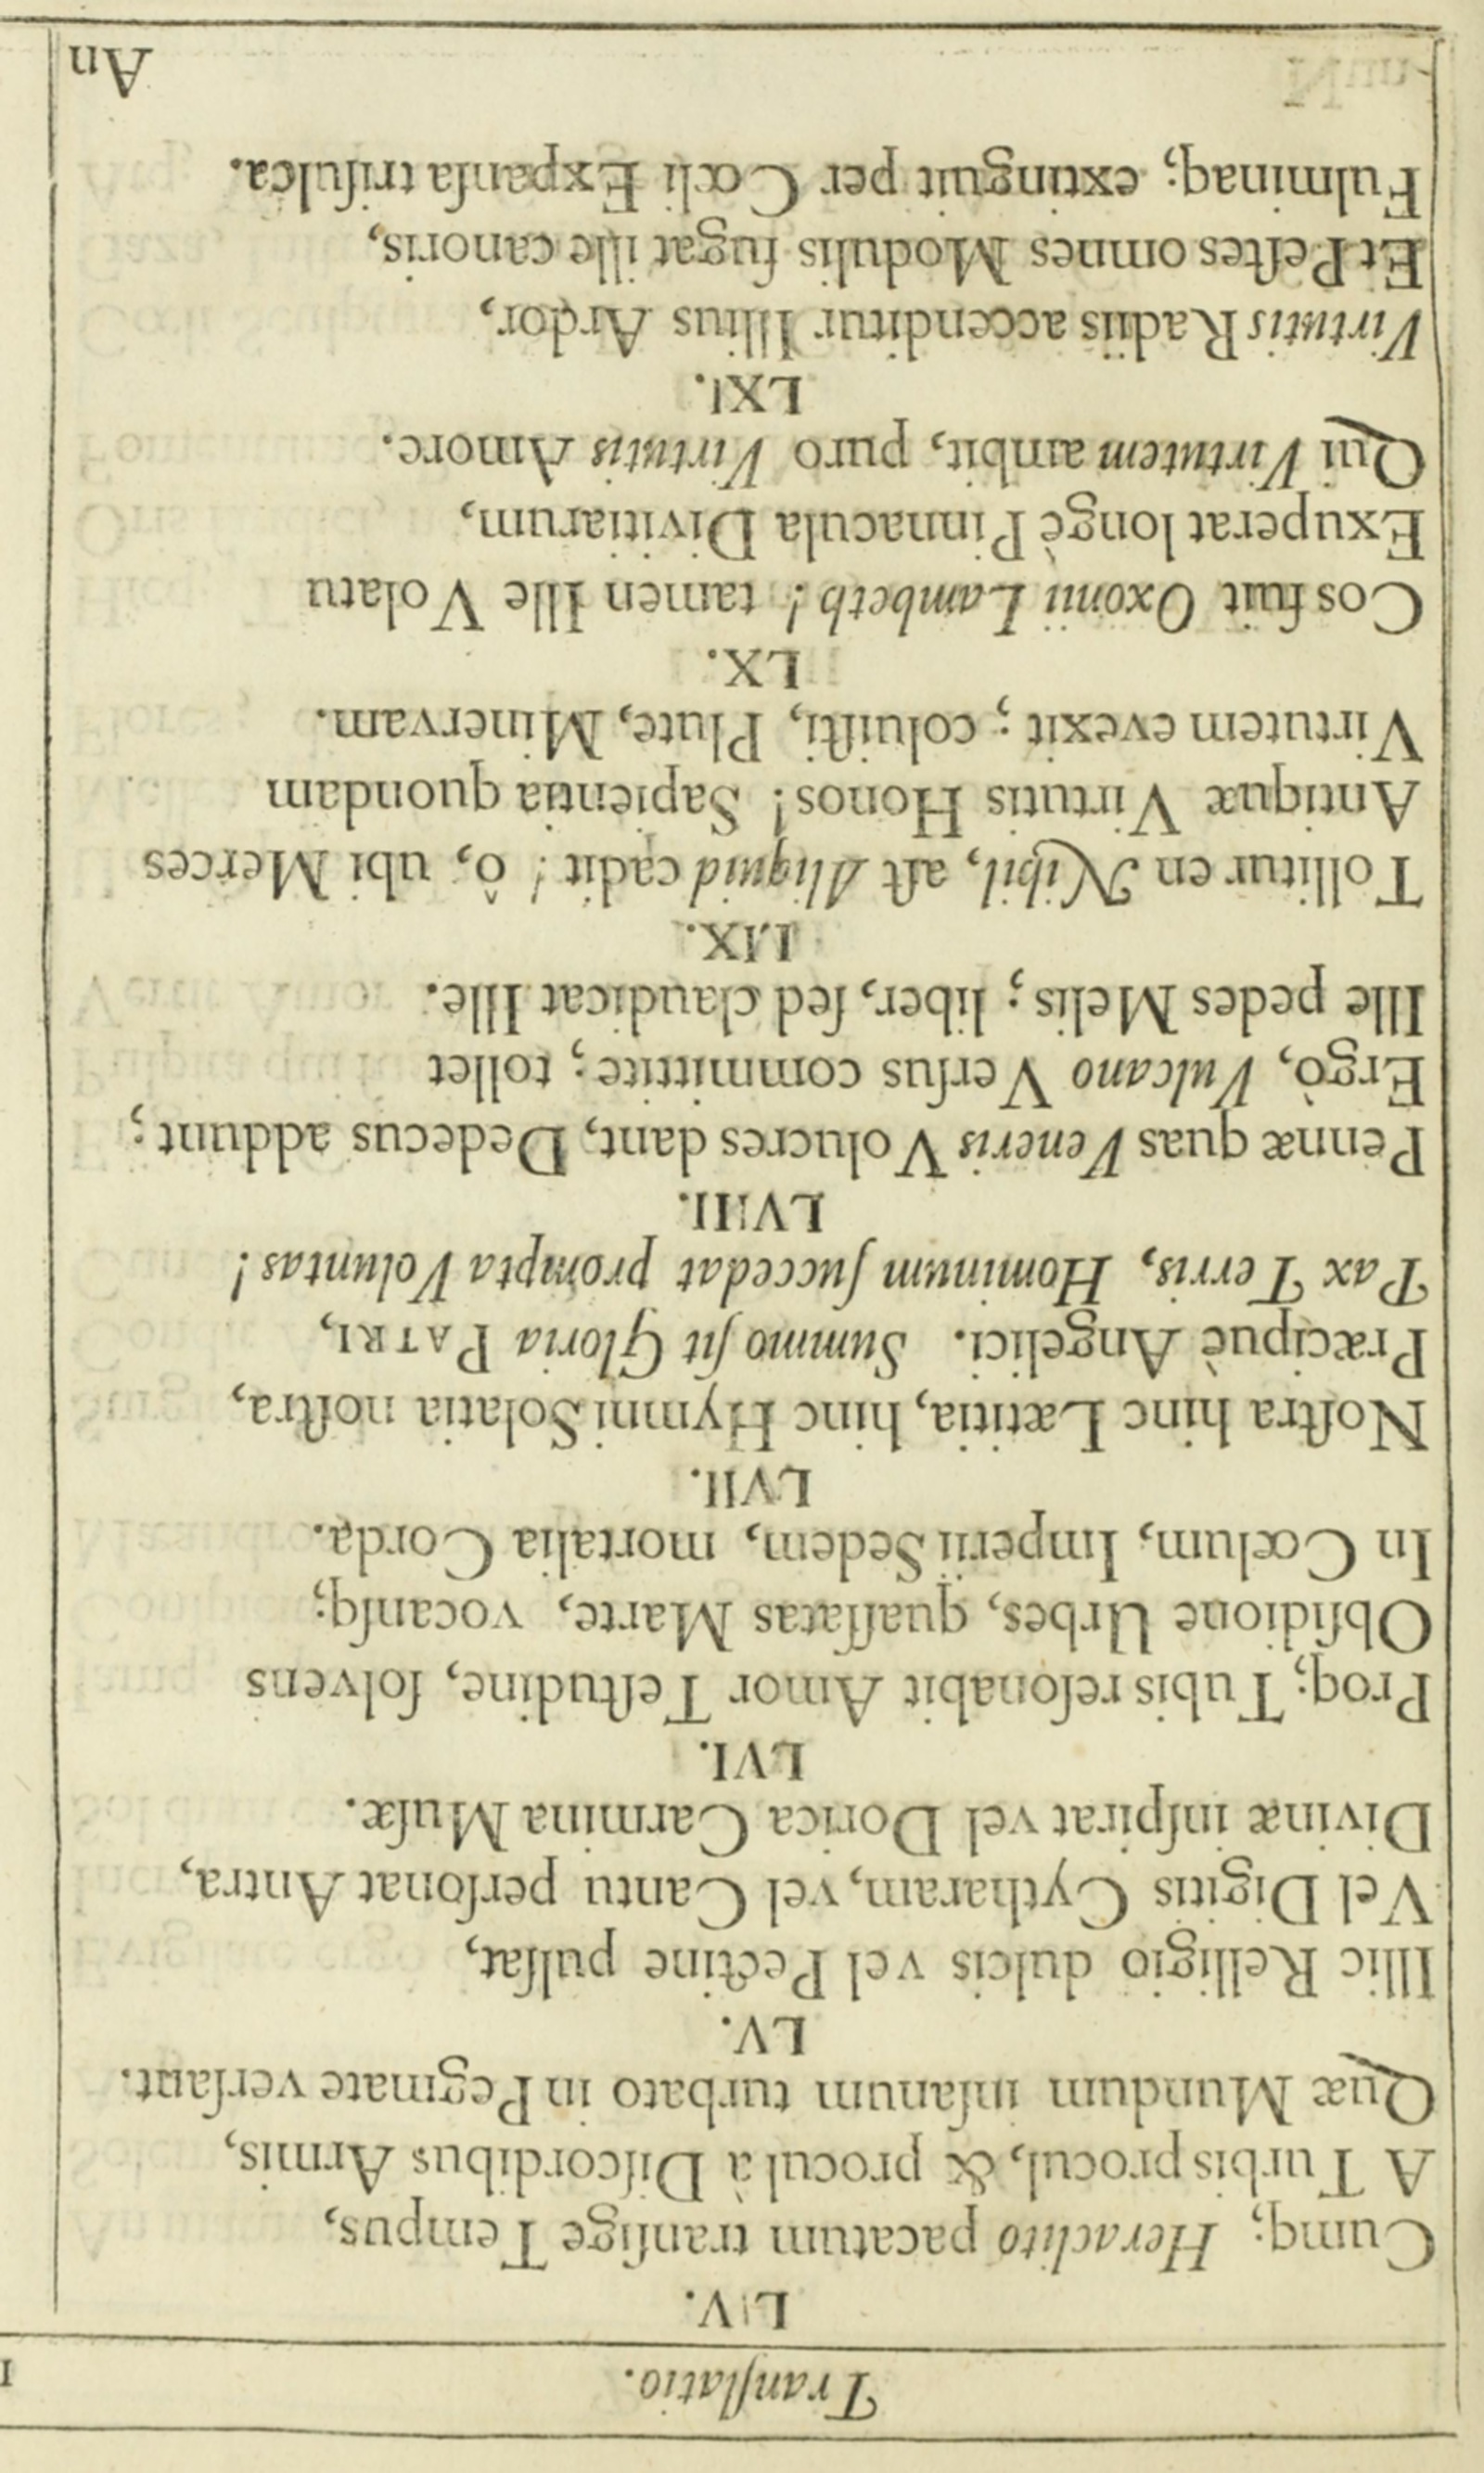 Tranſlatio.
LIV.
Cumq; Heraclito pacatum tranſige Tempus,
A Turbis procul, & procul à Diſcordibus Armis,
Quæ Mundum inſanum turbato in Pegmate verſant.
LV.
Illic Relligio dulcis vel Pectine pulſat,
Vel Digitis Cytharam, vel Cantu perſonat Antra,
Divinæ inſpirat vel Dorica Carmina Muſæ.
LVI.
Proq; Tubis reſonabit Amor Teſtudine, ſolvens
Obſidione Urbes, quaſſatas Marte, vocanſq;
In Cœlum, Imperii Sedem, mortalia Corda.
LVII.
Noſtra hinc Lætitia, hinc Hymni Solatia noſtra,
Præcipuè Angelici. Summo ſit Gloria PATRI,
Pax Terris, Hominum ſuccedat prompta Voluntas!
LVIII.
Pennæ quas Veneris Volucres dant, Dedecus addunt;
Ergò, Vulcano Verſus committite; tollet
Ille pedes Melis; liber, ſed claudicat Ille.
LIX.
Tollitur en Nihil, aſt Aliquid cadit! ô, ubi Merces
Antiquæ Virtutis Honos! Sapientia quondam
Virtutem evexit; coluiſti, Plute, Minervam.
LX.
Cos fuit Oxonii Lambeth! tamen Ille Volatu
Exuperat longè Pinnacula Divitiarum,
Qui Virtutem ambit, puro Virtutis Amore.
LXI.
Virtutis Radiis accenditur Illius Ardor,
Et Peſtes omnes Modulis fugat ille canoris,
Fulminaq; extinguit per Cœli Expanſa triſulca.
An